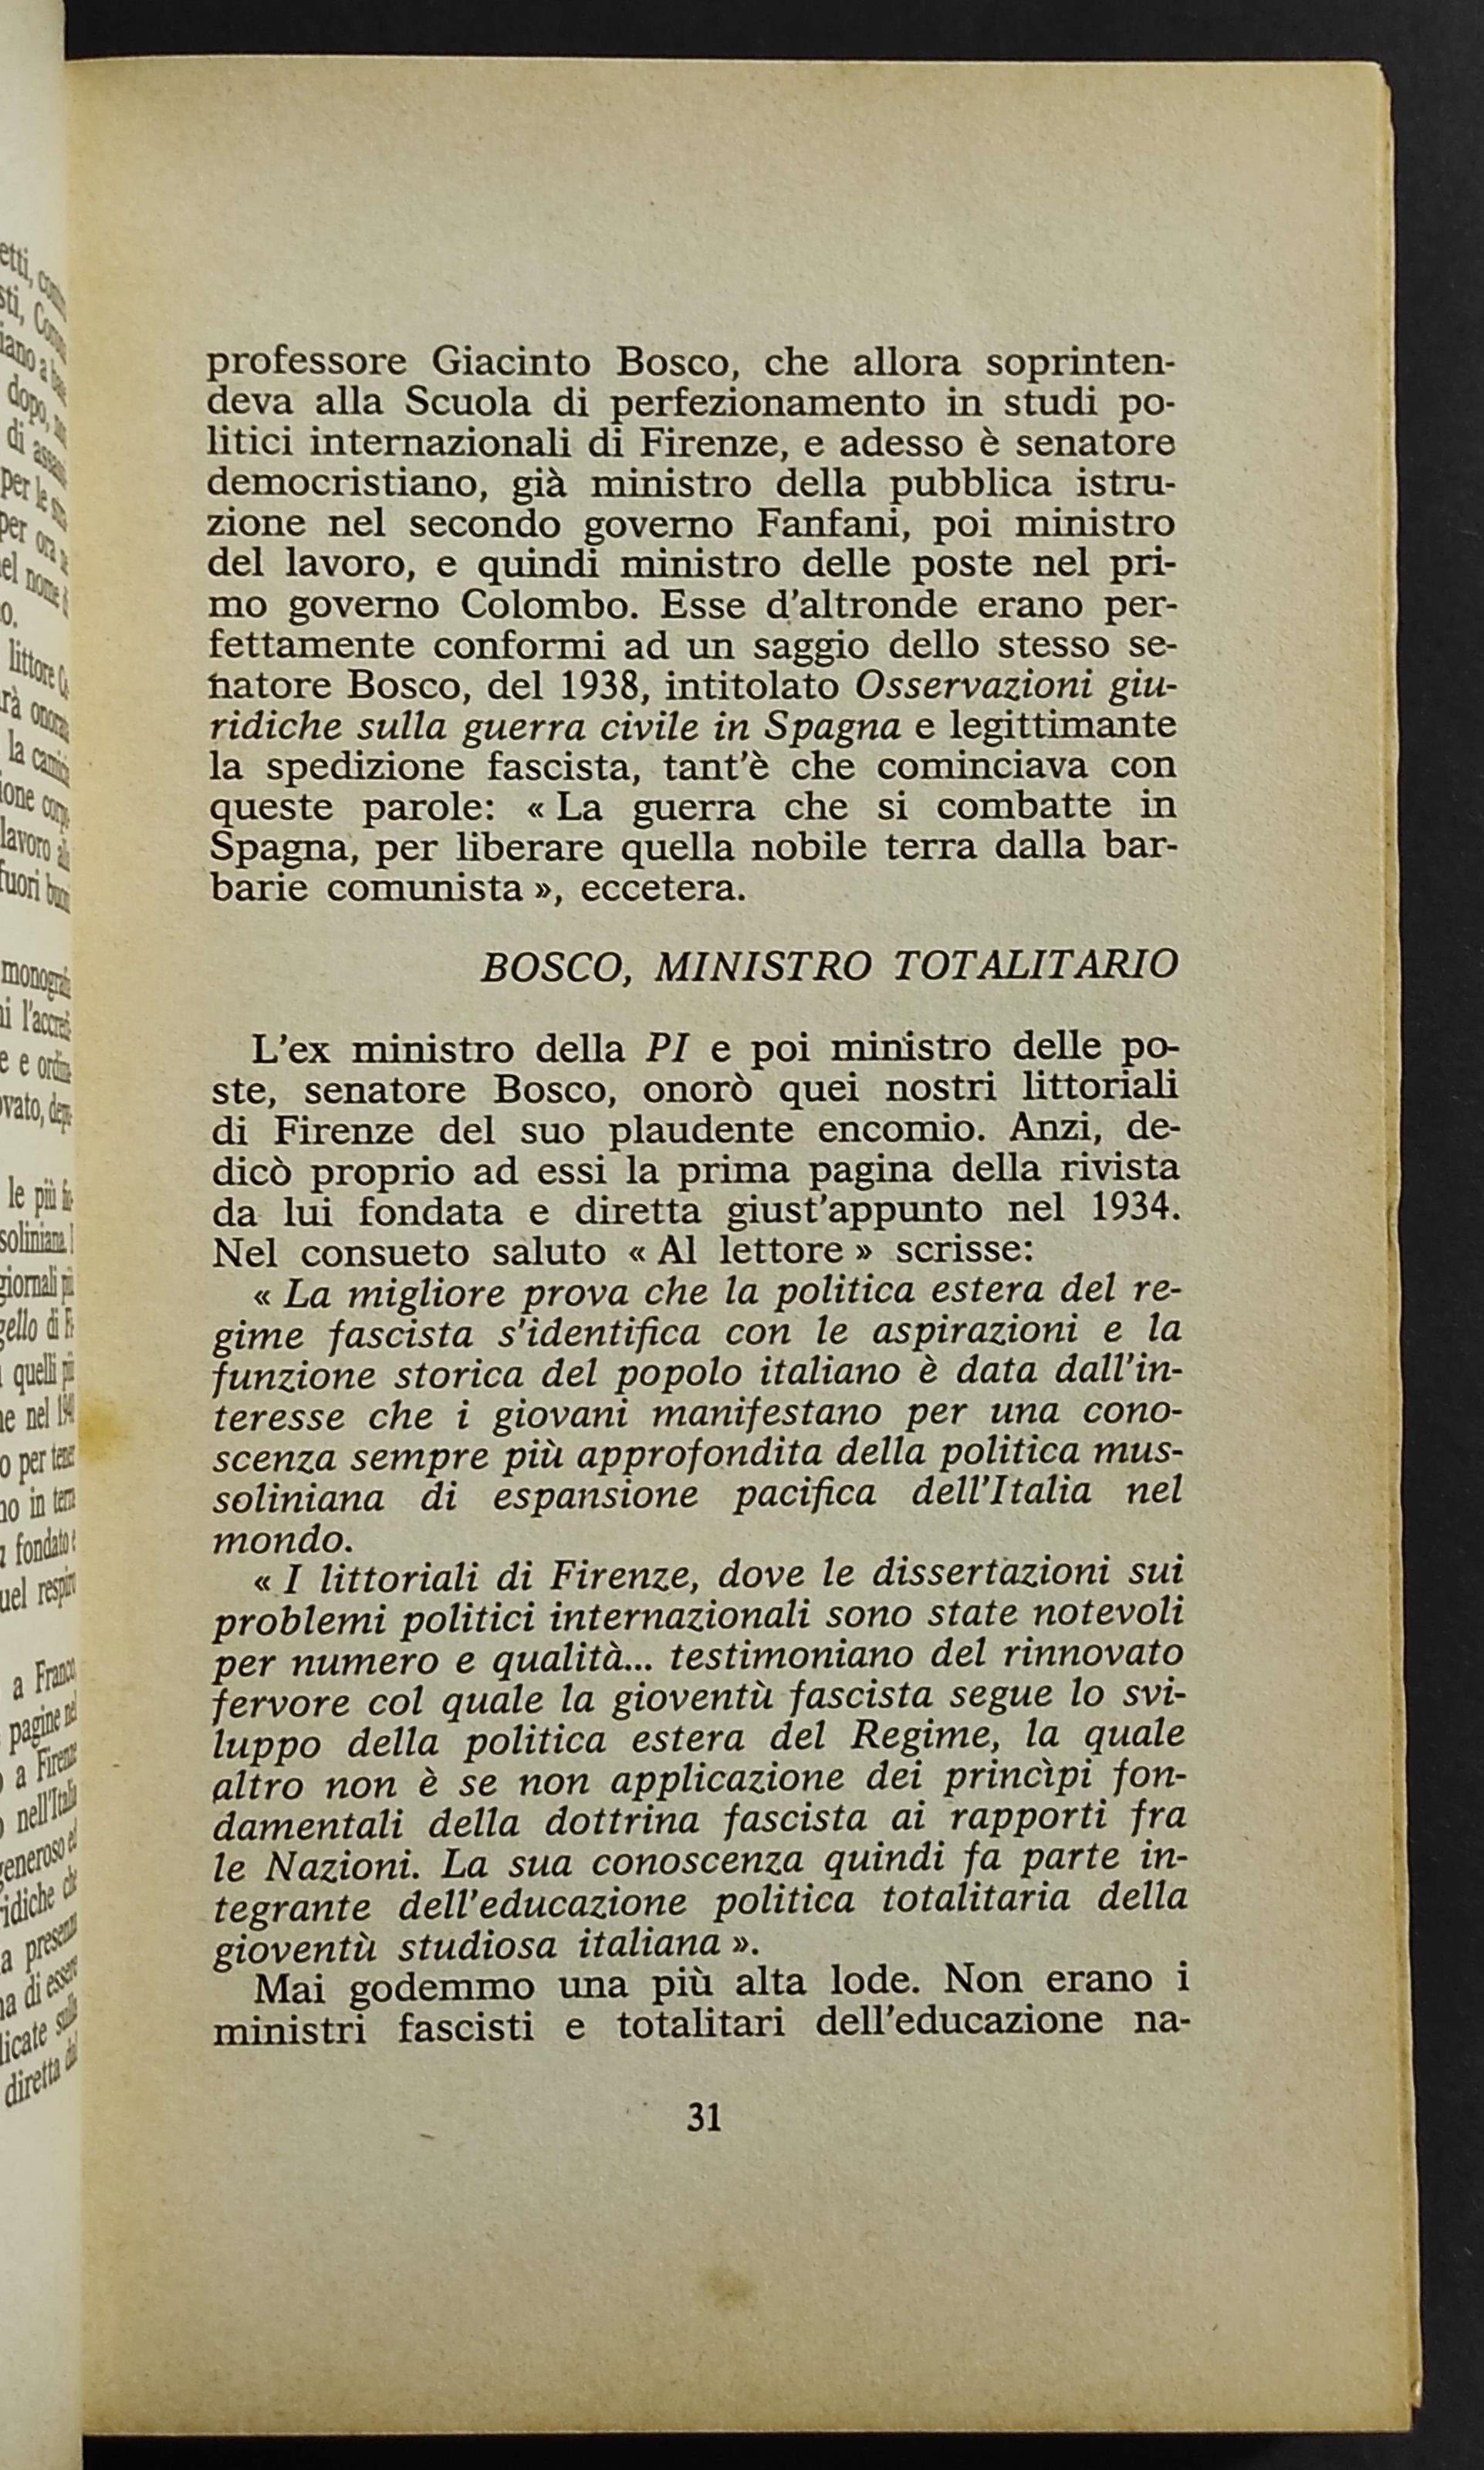 professore Giacinto Bosco, che allora soprinten-
deva alla Scuola di perfezionamento in studi po-
litici internazionali di Firenze, e adesso è senatore
democristiano, già ministro della pubblica istru-
zione nel secondo governo Fanfani, poi ministro
del lavoro, e quindi ministro delle poste nel pri-
mo governo Colombo. Esse d'altronde erano per-
fettamente conformi ad un saggio dello stesso se-
natore Bosco, del 1938, intitolato Osservazioni giu-
ridiche sulla guerra civile in Spagna e legittimante
la spedizione fascista, tant'è che cominciava con
queste parole: « La guerra che si combatte in
Spagna, per liberare quella nobile terra dalla bar-
barie comunista », eccetera.
BOSCO, MINISTRO TOTALITARIO
L'ex ministro della PI e poi ministro delle po-
ste, senatore Bosco, onorò quei nostri littoriali
di Firenze del suo plaudente encomio. Anzi, de-
dicò proprio ad essi la prima pagina della rivista
da lui fondata e diretta giust'appunto nel 1934.
Nel consueto saluto « Al lettore » scrisse:
« La migliore prova che la politica estera del re-
gime fascista s'identifica con le aspirazioni e la
funzione storica del popolo italiano è data dall'in-
teresse che i giovani manifestano per una cono-
scenza sempre più approfondita della politica mus-
soliniana di espansione pacifica dell'Italia nel
mondo.
« I littoriali di Firenze, dove le dissertazioni sui
problemi politici internazionali sono state notevoli
per numero e qualità... testimoniano del rinnovato
fervore col quale la gioventù fascista segue lo svi-
luppo della politica estera del Regime, la quale
altro non è se non applicazione dei princìpi fon-
damentali della dottrina fascista ai rapporti fra
le Nazioni. La sua conoscenza quindi fa parte in-
tegrante dell'educazione politica totalitaria della
gioventù studiosa italiana ».
Mai godemmo una più alta lode. Non erano i
ministri fascisti e totalitari dell'educazione na-
31